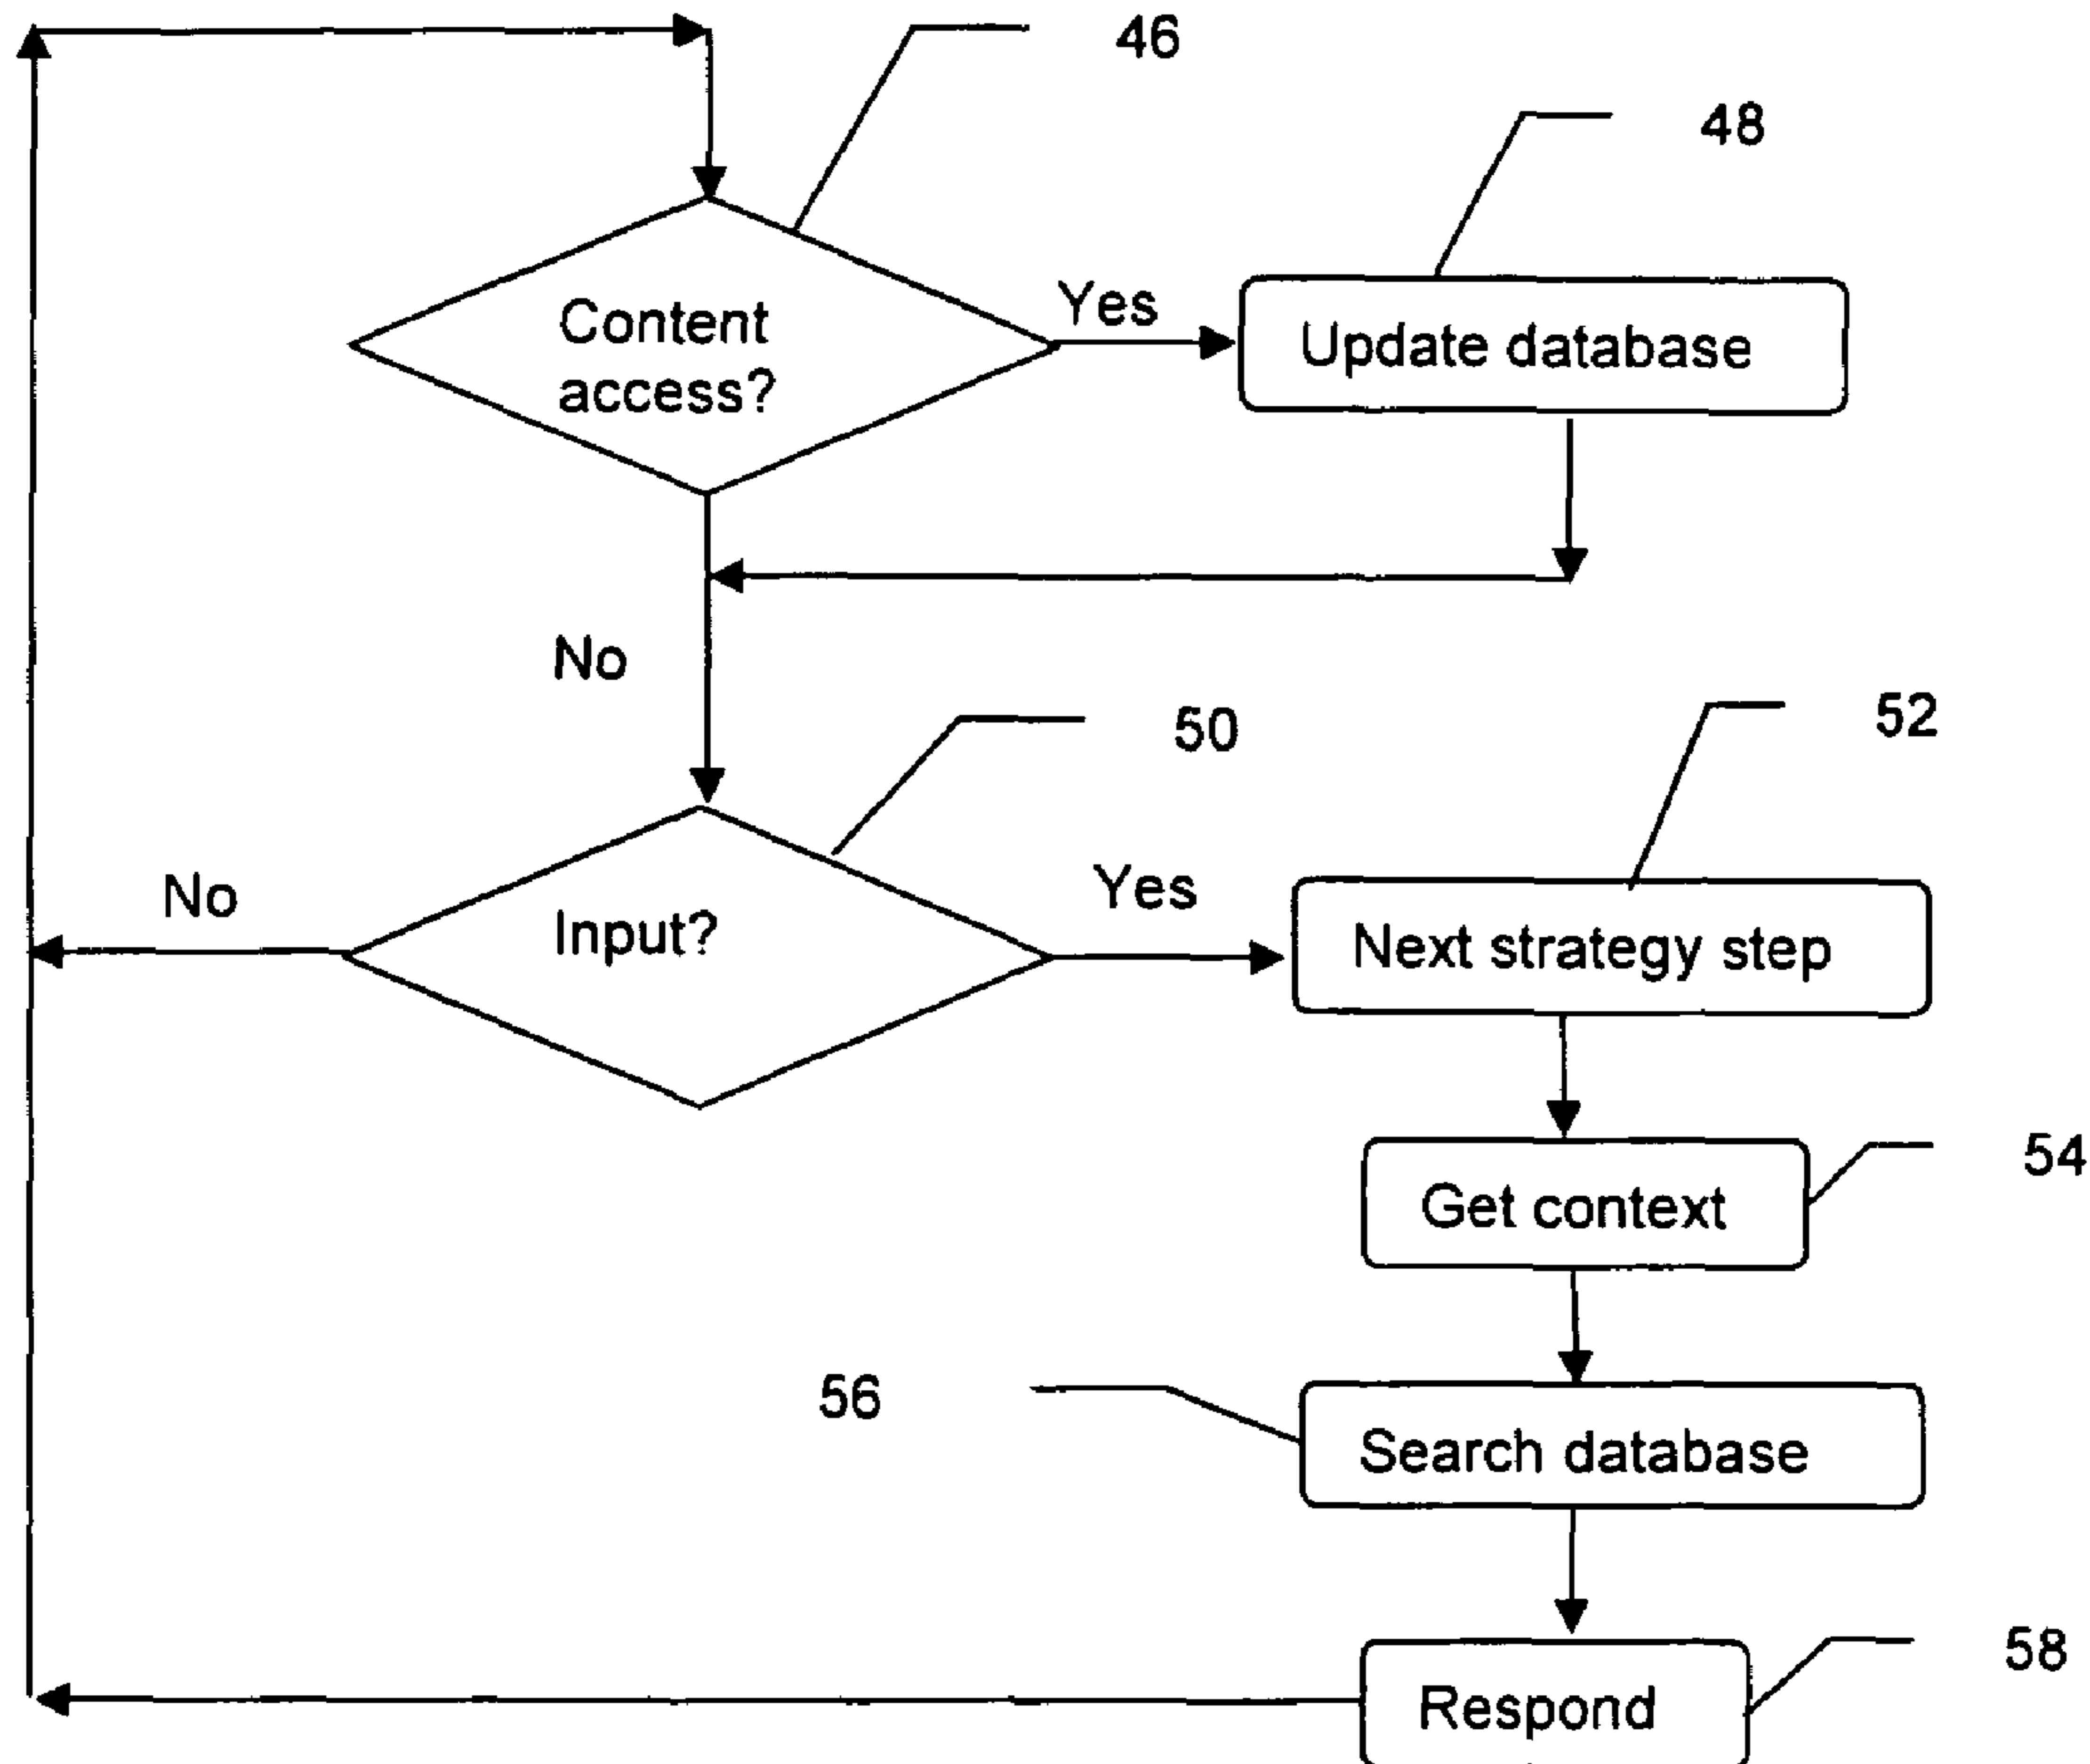 46
48
Content
access?
Yes
Update database
No
50
52
No
Input?
Yes
Next strategy step
54
Get context
56
Search database
58
Respond